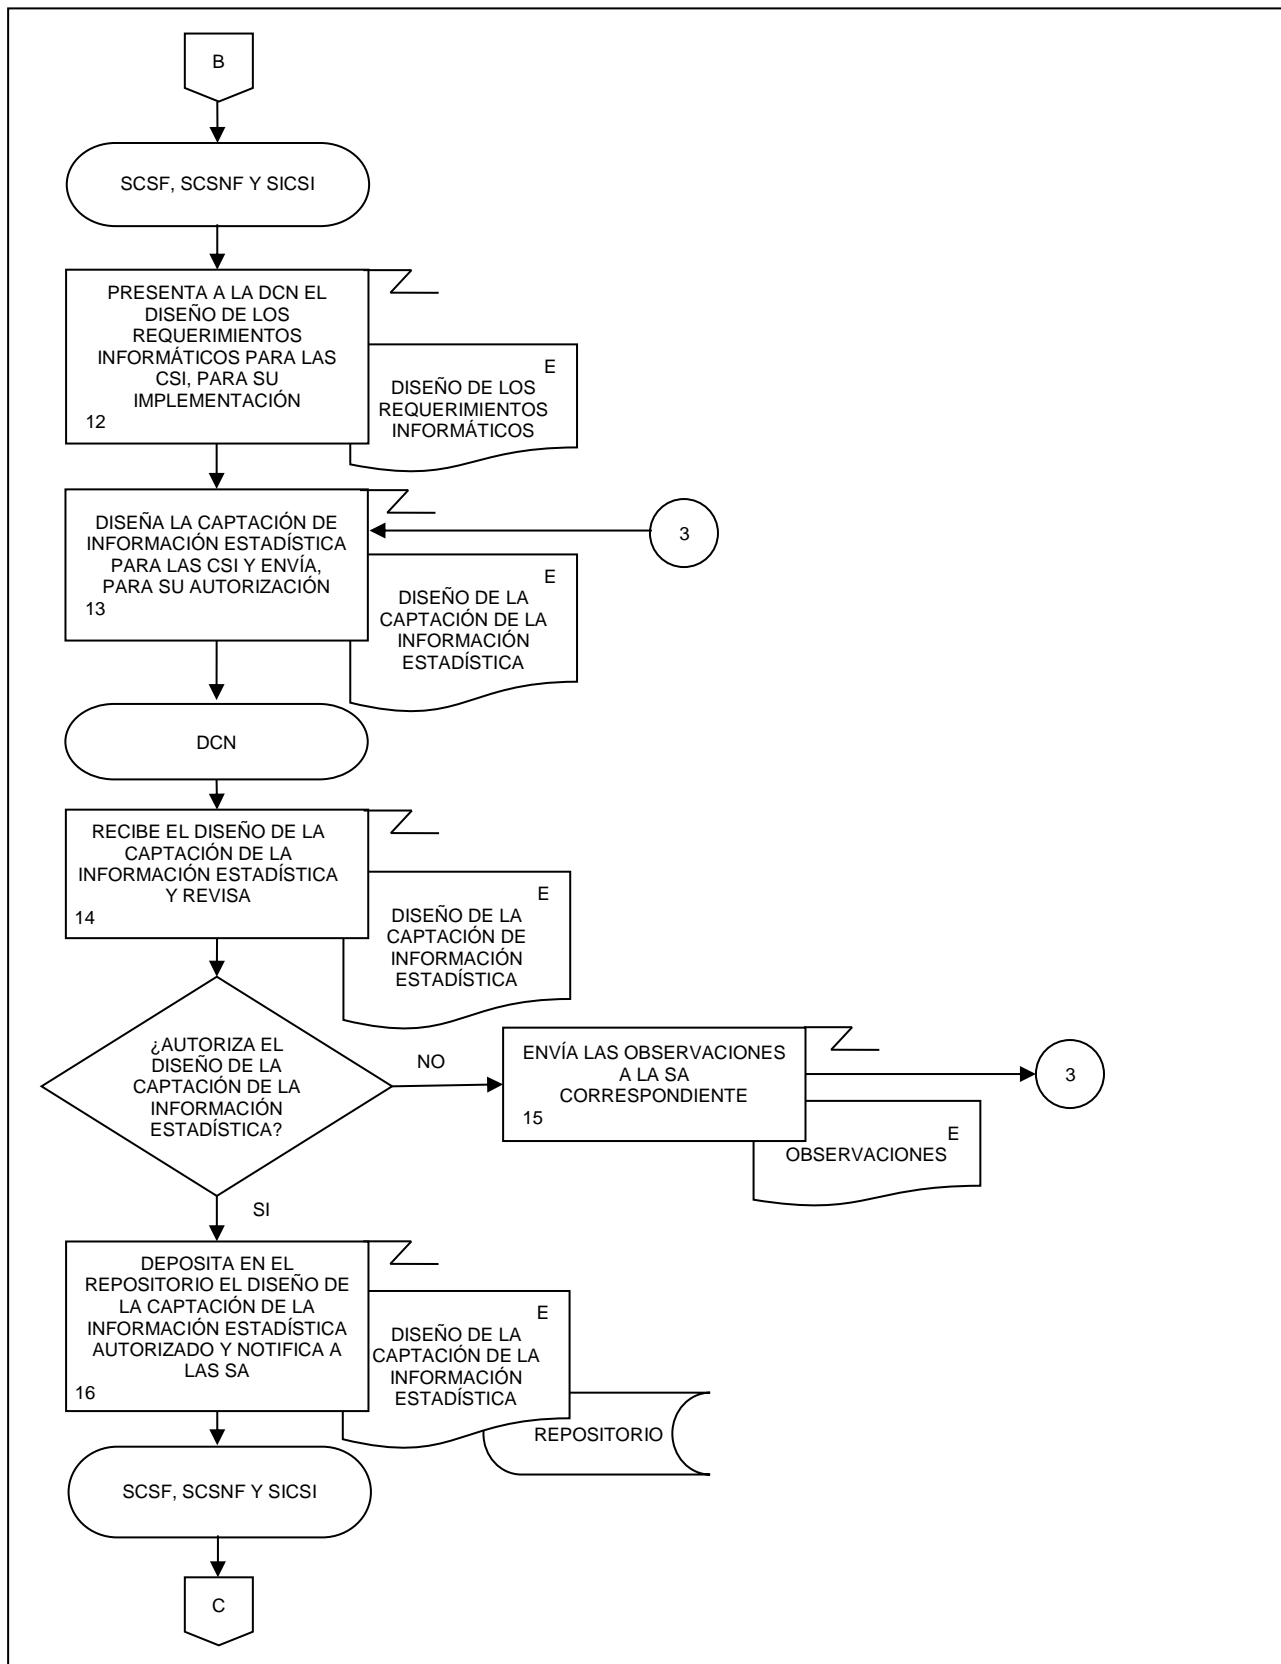 B
SCSF, SCSNF Y SICSI
PRESENTA A LA DCN EL
DISEÑO DE LOS
REQUERIMIENTOS
INFORMÁTICOS PARA LAS
CSI, PARA SU
IMPLEMENTACIÓN
12
E
DISEÑO DE LOS
REQUERIMIENTOS
INFORMÁTICOS
DISEÑA LA CAPTACIÓN DE
INFORMACIÓN ESTADÍSTICA
PARA LAS CSI Y ENVÍA,
PARA SU AUTORIZACIÓN
13
3
E
DISEÑO DE LA
CAPTACIÓN DE LA
INFORMACIÓN
ESTADÍSTICA
DCN
RECIBE EL DISEÑO DE LA
CAPTACIÓN DE LA
INFORMACIÓN ESTADÍSTICA
Y REVISA
14
E
DISEÑO DE LA
CAPTACIÓN DE
INFORMACIÓN
ESTADÍSTICA
¿AUTORIZA EL
DISEÑO DE LA
CAPTACIÓN DE LA
INFORMACIÓN
ESTADÍSTICA?
NO
ENVÍA LAS OBSERVACIONES
A LA SA
CORRESPONDIENTE
15
3
E
OBSERVACIONES
SI
DEPOSITA EN EL
REPOSITORIO EL DISEÑO DE
LA CAPTACIÓN DE LA
INFORMACIÓN ESTADÍSTICA
AUTORIZADO Y NOTIFICA A
LAS SA
16
E
DISEÑO DE LA
CAPTACIÓN DE LA
INFORMACIÓN
ESTADÍSTICA
REPOSITORIO
SCSF, SCSNF Y SICSI
C